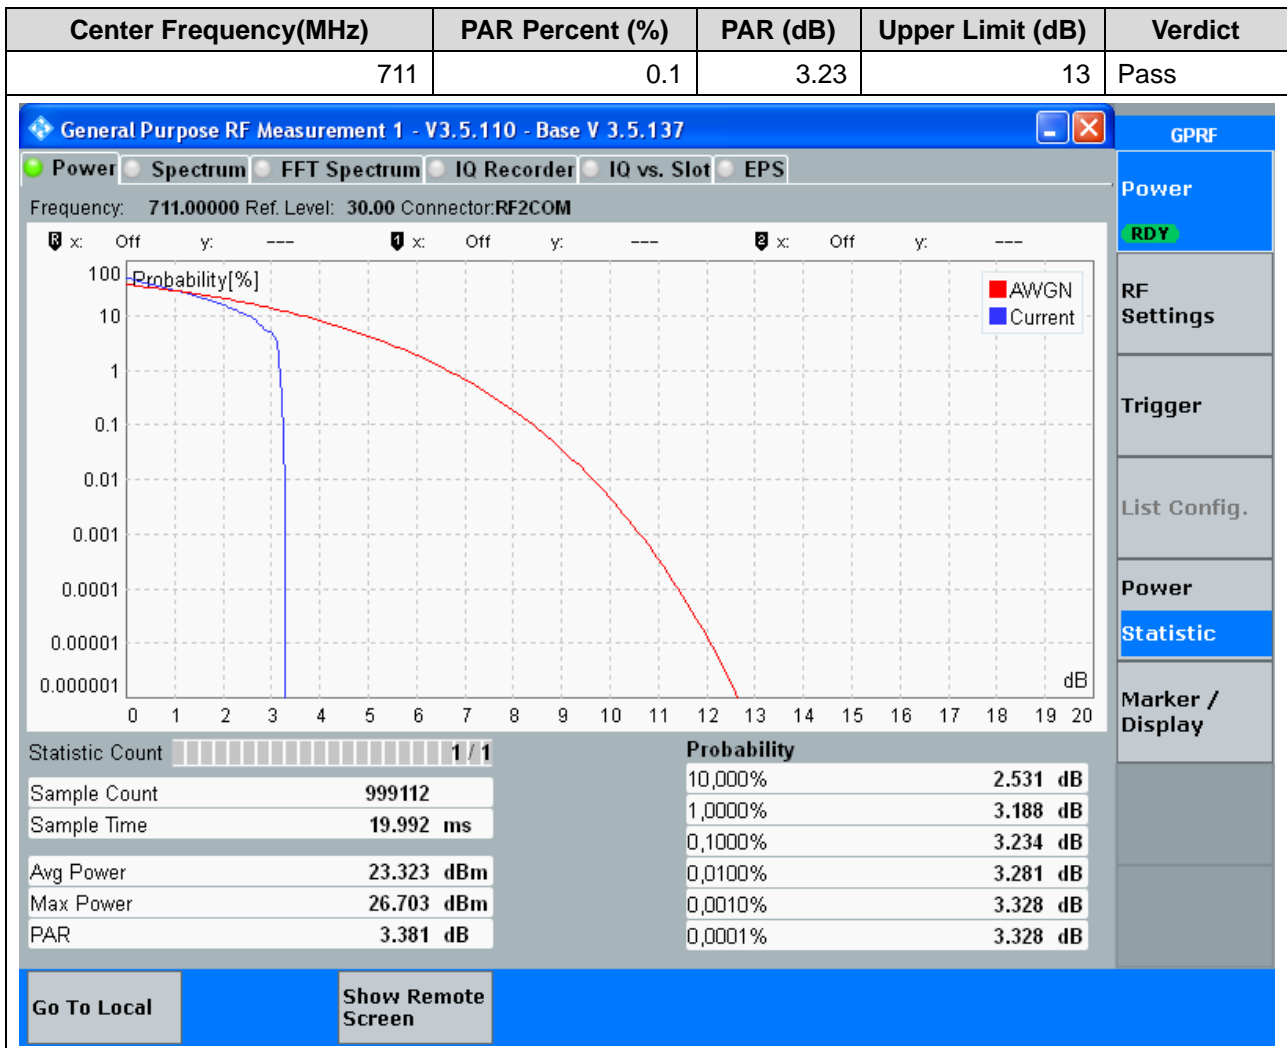 Center Frequency(MHz) PAR Percent (%) PAR (dB) Upper Limit (dB) Verdict
711 0.1 3.23 13 Pass
General Purpose RF Measurement 1 - V3.5.110 - Base V 3.5.137
GPRF
Power Spectrum FFT Spectrum IQ Recorder IQ vs. Slot EPS
Frequency: 711.00000 Ref. Level: 30.00 Connector:RF2COM
R x: Off y: --- 1 x: Off y: --- 2 x: Off y: ---
Probability[%]
AWGN
Current
100
10
1
0.1
0.01
0.001
0.0001
0.00001
0.000001
dB
0 1 2 3 4 5 6 7 8 9 10 11 12 13 14 15 16 17 18 19 20
Statistic Count 1 / 1
Sample Count 999112
Sample Time 19.992 ms
Avg Power 23.323 dBm
Max Power 26.703 dBm
PAR 3.381 dB
Probability
10,000% 2.531 dB
1,0000% 3.188 dB
0,1000% 3.234 dB
0,0100% 3.281 dB
0,0010% 3.328 dB
0,0001% 3.328 dB
Power
RDY
RF
Settings
Trigger
List Config.
Power
Statistic
Marker /
Display
Go To Local
Show Remote
Screen